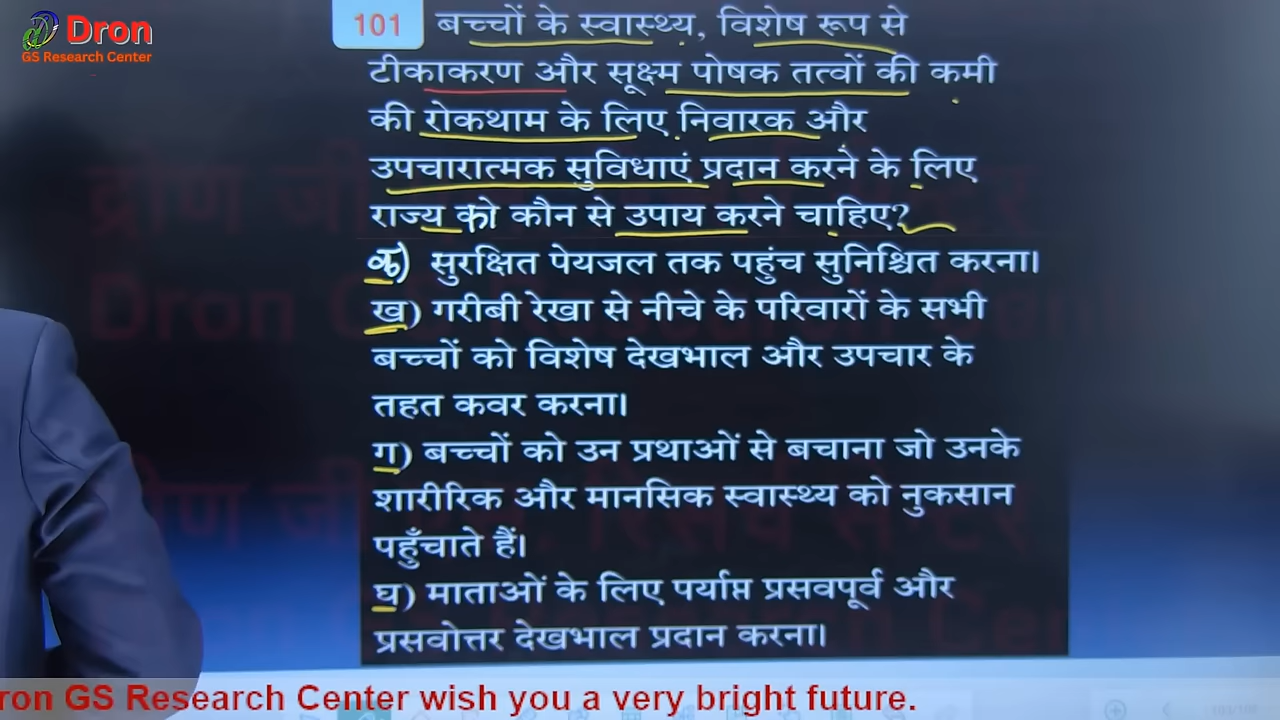 Dron
GS Research Center
101 बच्चों के स्वास्थ्य, विशेष रूप से
टीकाकरण और सूक्ष्म पोषक तत्वों की कमी
की रोकथाम के लिए निवारक और
उपचारात्मक सुविधाएं प्रदान करने के लिए
राज्य को कौन से उपाय करने चाहिए?
क) सुरक्षित पेयजल तक पहुंच सुनिश्चित करना।
ख) गरीबी रेखा से नीचे के परिवारों के सभी
बच्चों को विशेष देखभाल और उपचार के
तहत कवर करना।
ग) बच्चों को उन प्रथाओं से बचाना जो उनके
शारीरिक और मानसिक स्वास्थ्य को नुकसान
पहुँचाते हैं।
घ) माताओं के लिए पर्याप्त प्रसवपूर्व और
प्रसवोत्तर देखभाल प्रदान करना।
ron GS Research Center wish you a very bright future.